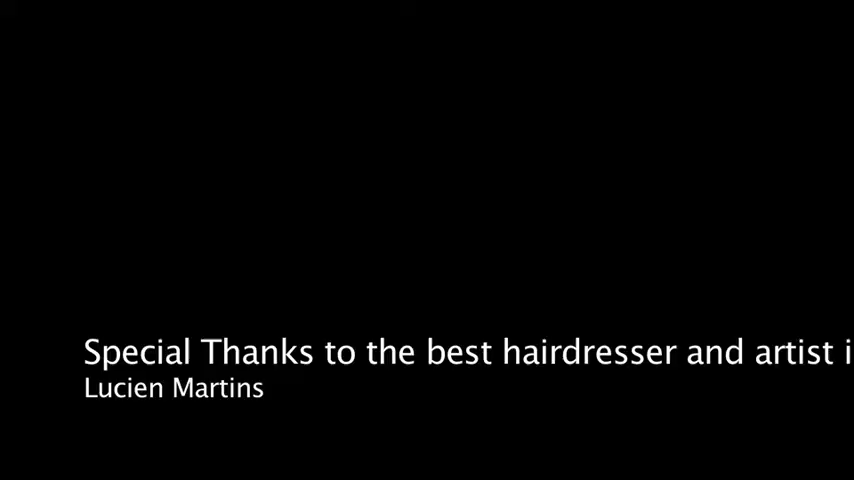 Special Thanks to the best hairdresser and artist i
Lucien Martins